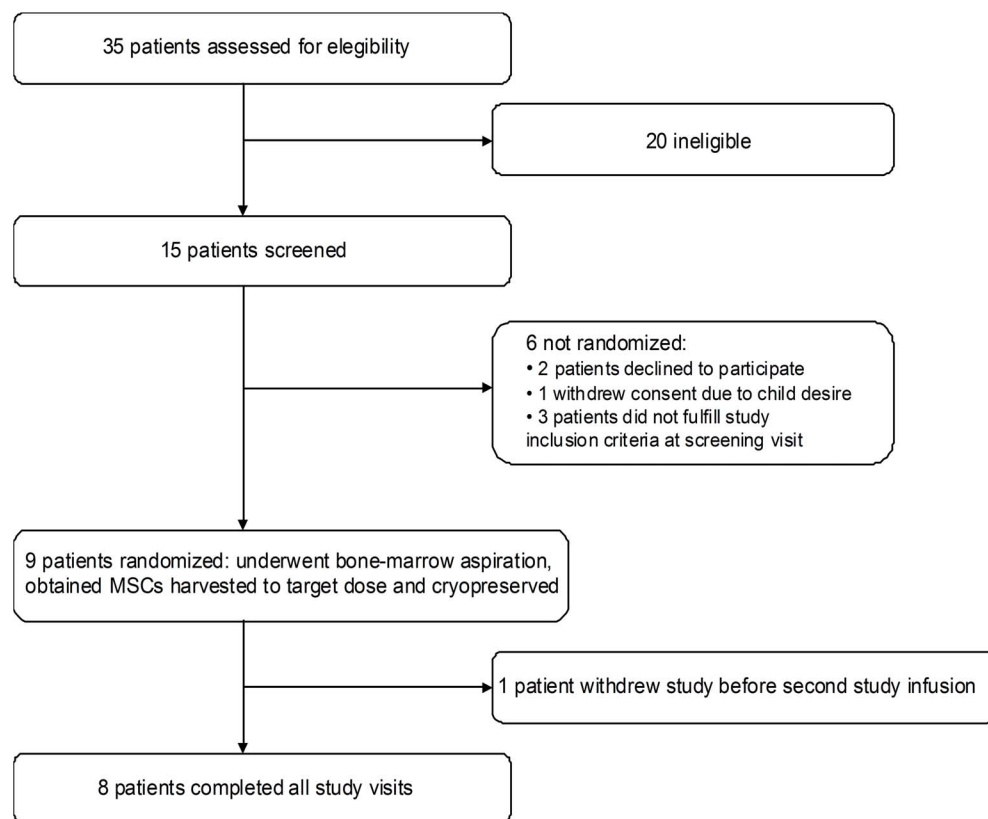 35 patients assessed for elegibility
20 ineligible
15 patients screened
6 not randomized:
• 2 patients declined to participate
• 1 withdrew consent due to child desire
• 3 patients did not fulfill study
inclusion criteria at screening visit
9 patients randomized: underwent bone-marrow aspiration,
obtained MSCs harvested to target dose and cryopreserved
1 patient withdrew study before second study infusion
8 patients completed all study visits